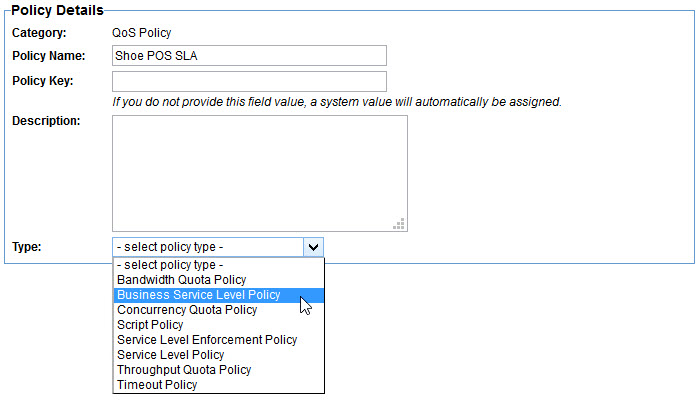 Policy Details
Category: QoS Policy
Policy Name: Shoe POS SLA
Policy Key:
If you do not provide this field value, a system value will automatically be assigned.
Description:
Type: - select policy type -
- select policy type -
Bandwidth Quota Policy
Business Service Level Policy
Concurrency Quota Policy
Script Policy
Service Level Enforcement Policy
Service Level Policy
Throughput Quota Policy
Timeout Policy